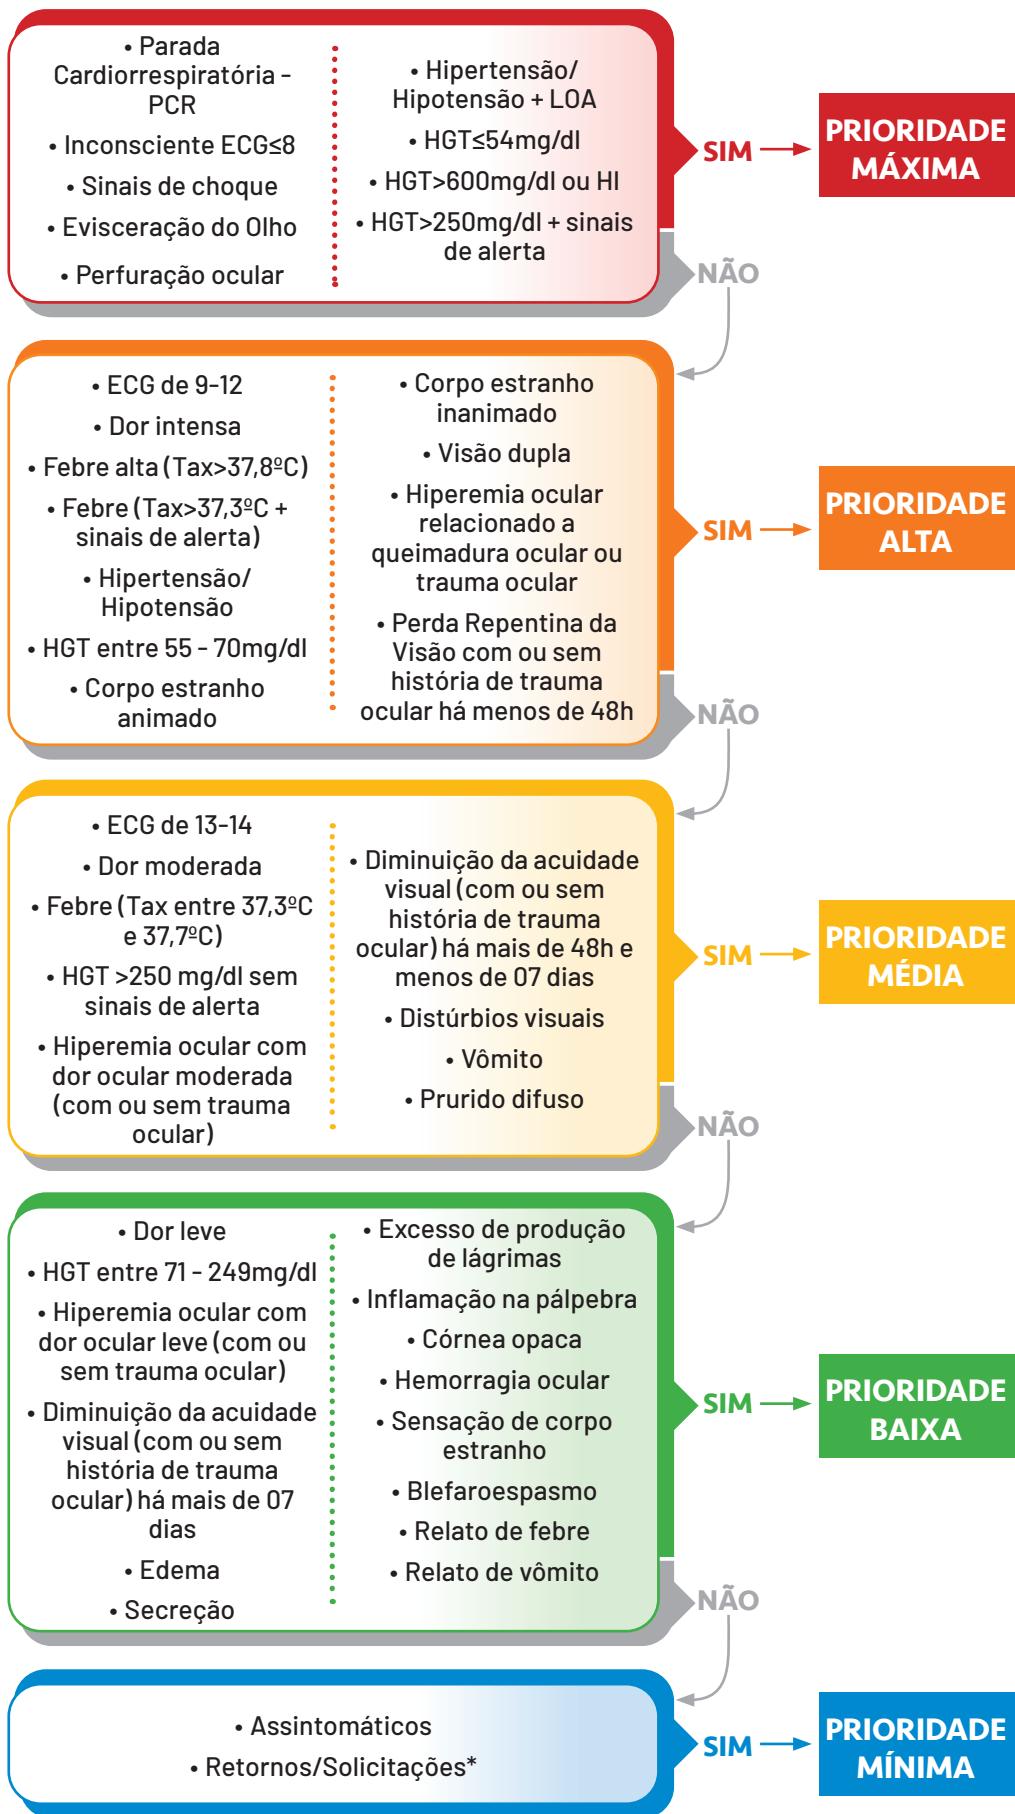 • Parada
Cardiorrespiratória -
PCR
• Inconsciente ECG≤8
• Sinais de choque
• Evisceração do Olho
• Perfuração ocular
• Hipertensão/
Hipotensão + LOA
• HGT≤54mg/dl
• HGT>600mg/dl ou HI
• HGT>250mg/dl + sinais
de alerta
SIM
PRIORIDADE
MÁXIMA
NÃO
• ECG de 9-12
• Dor intensa
• Febre alta (Tax>37,8ºC)
• Febre (Tax>37,3ºC +
sinais de alerta)
• Hipertensão/
Hipotensão
• HGT entre 55 - 70mg/dl
• Corpo estranho
animado
• Corpo estranho
inanimado
• Visão dupla
• Hiperemia ocular
relacionado a
queimadura ocular ou
trauma ocular
• Perda Repentina da
Visão com ou sem
história de trauma
ocular há menos de 48h
SIM
PRIORIDADE
ALTA
NÃO
• ECG de 13-14
• Dor moderada
• Febre (Tax entre 37,3ºC
e 37,7ºC)
• HGT >250 mg/dl sem
sinais de alerta
• Hiperemia ocular com
dor ocular moderada
(com ou sem trauma
ocular)
• Diminuição da acuidade
visual (com ou sem
história de trauma
ocular) há mais de 48h e
menos de 07 dias
• Distúrbios visuais
• Vômito
• Prurido difuso
SIM
PRIORIDADE
MÉDIA
NÃO
• Dor leve
• HGT entre 71 - 249mg/dl
• Hiperemia ocular com
dor ocular leve (com ou
sem trauma ocular)
• Diminuição da acuidade
visual (com ou sem
história de trauma
ocular) há mais de 07
dias
• Edema
• Secreção
• Excesso de produção
de lágrimas
• Inflamação na pálpebra
• Córnea opaca
• Hemorragia ocular
• Sensação de corpo
estranho
• Blefaroespasmo
• Relato de febre
• Relato de vômito
SIM
PRIORIDADE
BAIXA
NÃO
• Assintomáticos
• Retornos/Solicitações*
SIM
PRIORIDADE
MÍNIMA